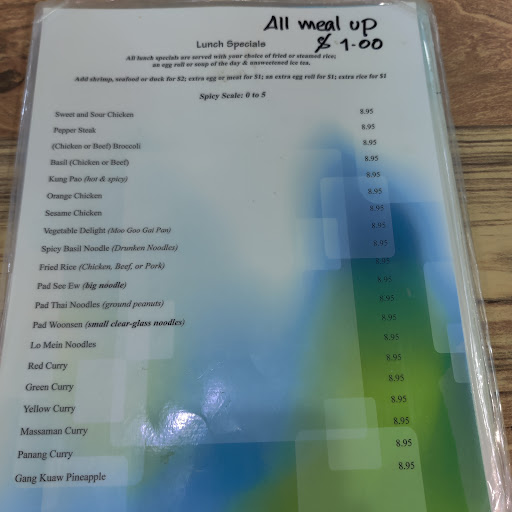 All meal up
$ 1.00
Lunch Specials
All lunch specials are served with your choice of fried or steamed rice;
an egg roll or soup of the day & unsweetened ice tea.
Add shrimp, seafood or duck for $2; extra egg or meat for $1; an extra egg roll for $1; extra rice for $1
Spicy Scale: 0 to 5
Sweet and Sour Chicken 8.95
Pepper Steak 8.95
(Chicken or Beef) Broccoli 8.95
Basil (Chicken or Beef) 8.95
Kung Pao (hot & spicy) 8.95
Orange Chicken 8.95
Sesame Chicken 8.95
Vegetable Delight (Moo Goo Gai Pan) 8.95
Spicy Basil Noodle (Drunken Noodles) 8.95
Fried Rice (Chicken, Beef, or Pork) 8.95
Pad See Ew (big noodle) 8.95
Pad Thai Noodles (ground peanuts) 8.95
Pad Woonsen (small clear-glass noodles) 8.95
Lo Mein Noodles 8.95
Red Curry 8.95
Green Curry 8.95
Yellow Curry 8.95
Massaman Curry 8.95
Panang Curry 8.95
Gang Kuaw Pineapple 8.95